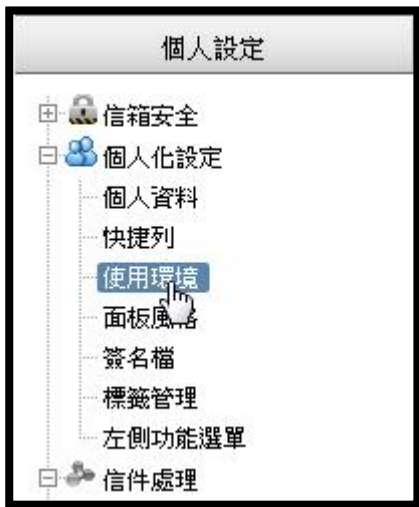 個人設定
信箱安全
個人化設定
個人資料
快捷列
使用環境
面板風格
簽名檔
標籤管理
左側功能選單
信件處理